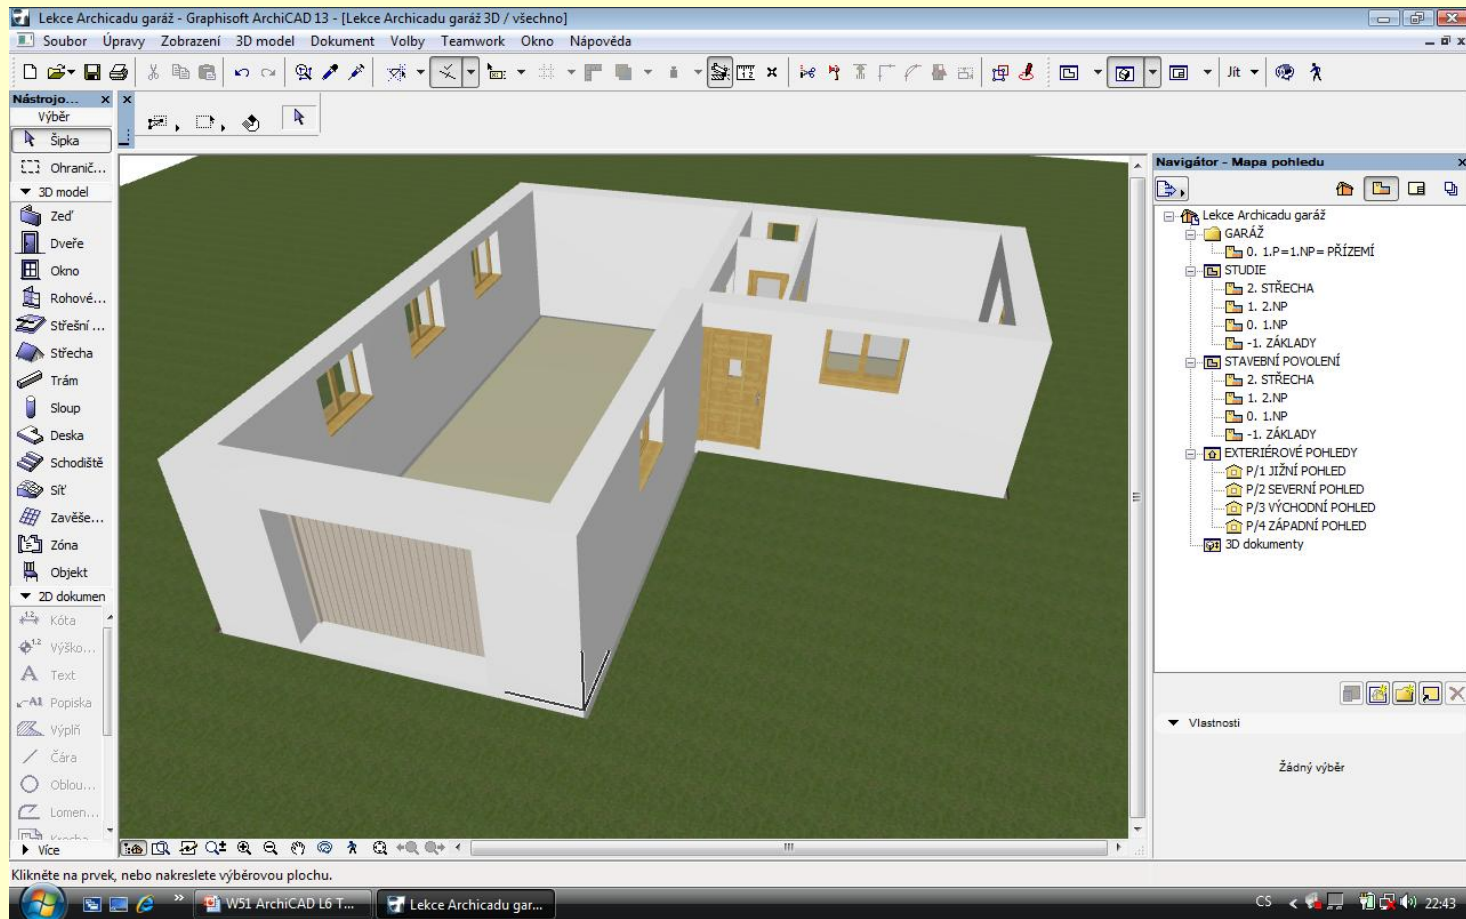 Lekce Archicadu garáž - Graphisoft ArchiCAD 13 - [Lekce Archicadu garáž 3D / všechno]
Soubor Úpravy Zobrazení 3D model Dokument Volby Teamwork Okno Nápověda
Jít
Nástrojo...
Výběr
Šipka
Ohranič...
3D model
Zeď
Dveře
Okno
Rohové...
Střešní ...
Střecha
Trám
Sloup
Deska
Schodiště
Síť
Zavěše...
Zóna
Objekt
2D dokumen
Kóta
Výško...
Text
Popiska
Výplň
Čára
Oblou...
Lomen...
Více
Navigátor - Mapa pohledu
Lekce Archicadu garáž
GARÁŽ
0. 1.P=1.NP= PŘÍZEMÍ
STUDIE
2. STŘECHA
1. 2.NP
0. 1.NP
-1. ZÁKLADY
STAVEBNÍ POVOLENÍ
2. STŘECHA
1. 2.NP
0. 1.NP
-1. ZÁKLADY
EXTERIÉROVÉ POHLEDY
P/1 JIŽNÍ POHLED
P/2 SEVERNÍ POHLED
P/3 VÝCHODNÍ POHLED
P/4 ZÁPADNÍ POHLED
3D dokumenty
Vlastnosti
Žádný výběr
Klikněte na prvek, nebo nakreslete výběrovou plochu.
W51 ArchiCAD L6 T... Lekce Archicadu gar... CS 22:43